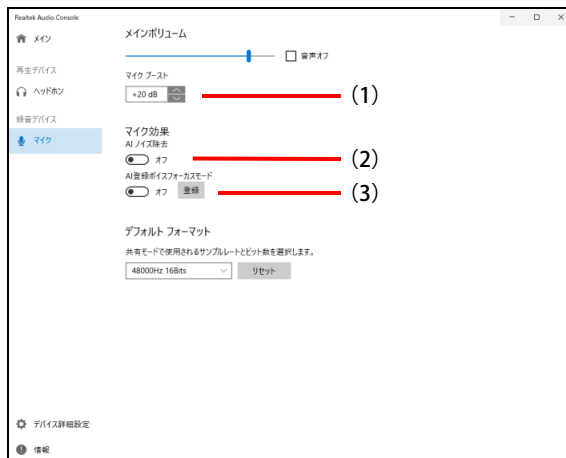 Realtek Audio Console
メイン
再生デバイス
ヘッドホン
録音デバイス
マイク
メインボリューム
音声オフ
マイク ブースト
+20 dB
(1)
マイク効果
AI ノイズ除去
オフ
(2)
AI登録ボイスフォーカスモード
オフ 登録
(3)
デフォルト フォーマット
共有モードで使用されるサンプルレートとビット数を選択します。
48000Hz 16Bits リセット
デバイス詳細設定
情報